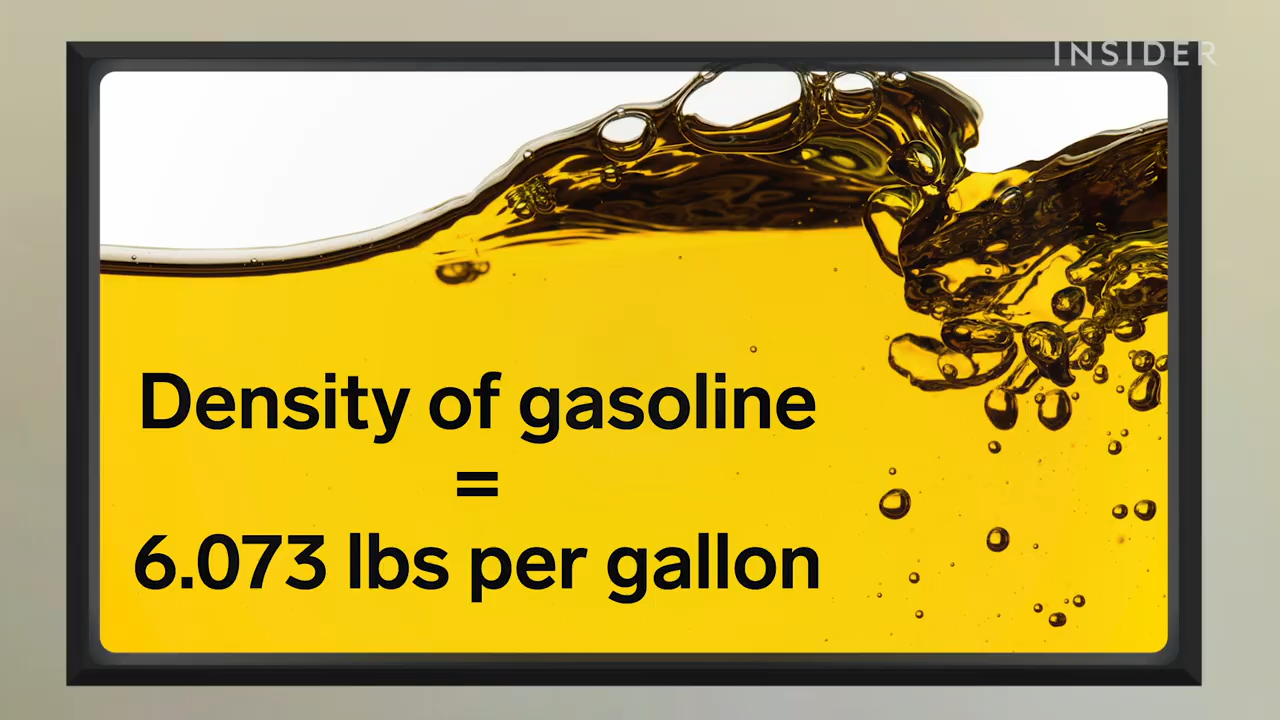 INSIDER
Density of gasoline
=
6.073 lbs per gallon